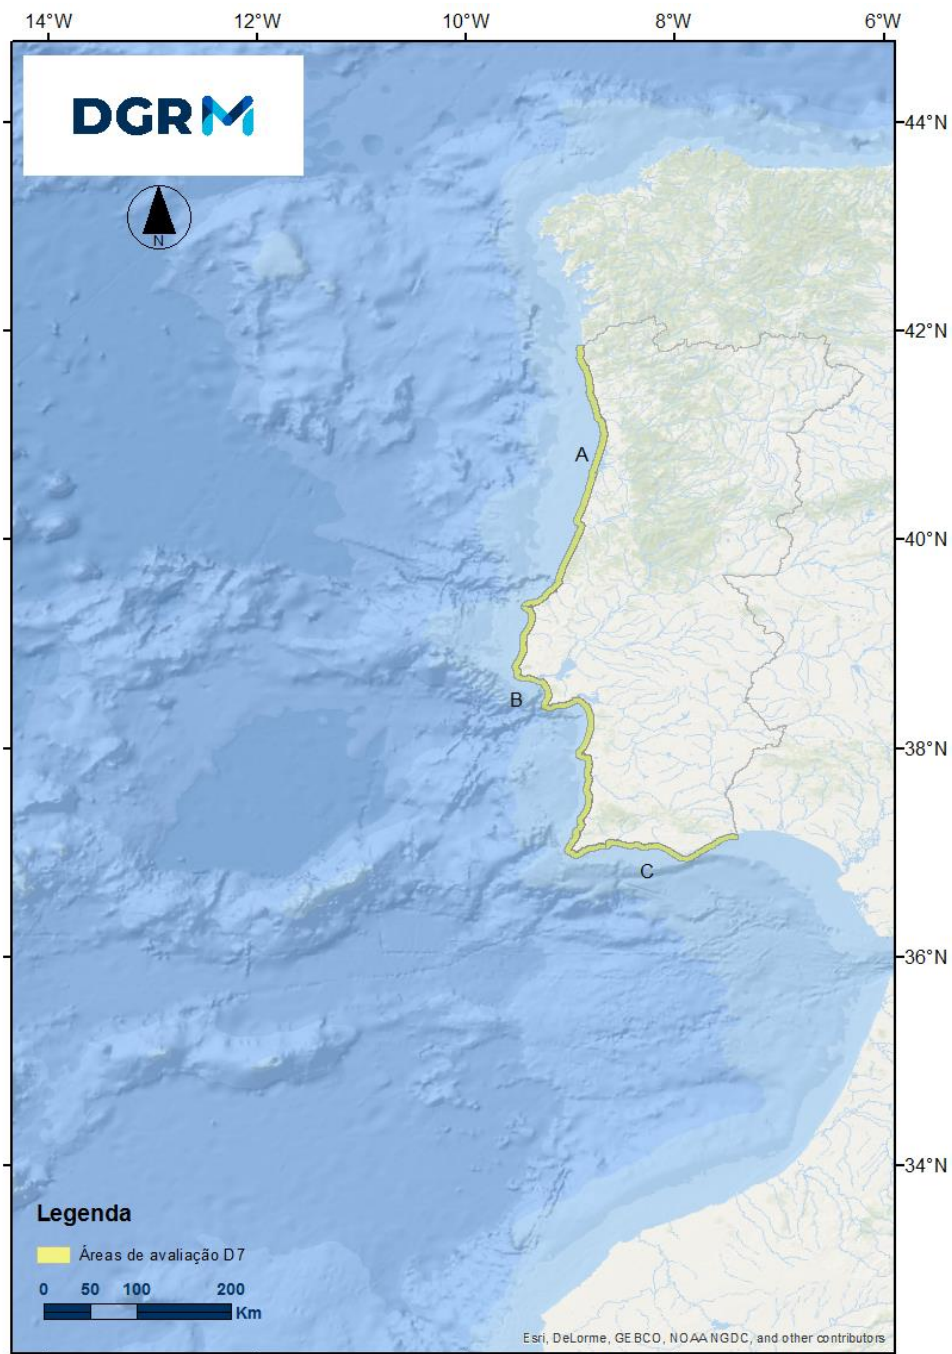 14°W 12°W 10°W 8°W 6°W
DGRM
44°N
N
42°N
A
40°N
B
38°N
C
36°N
34°N
Legenda
Áreas de avaliação D7
0 50 100 200
Km
Esri, DeLorme, GEBCO, NOAA NGDC, and other contributors